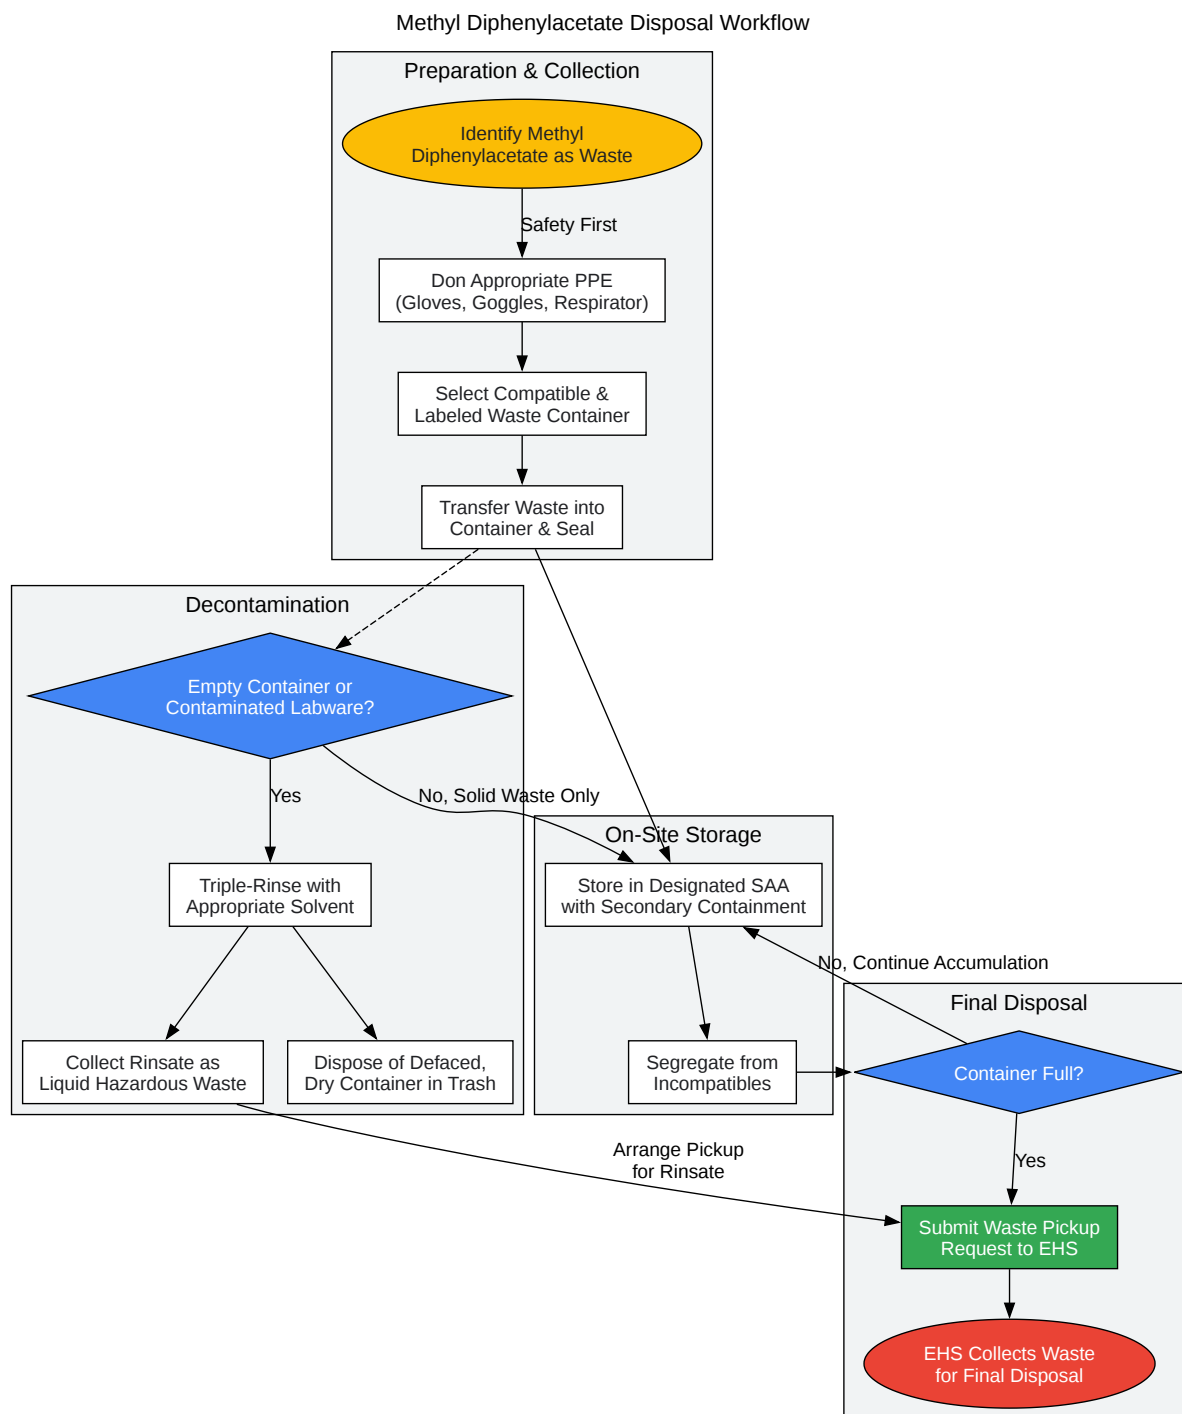 Methyl Diphenylacetate Disposal Workflow
Preparation & Collection
Identify Methyl
Diphenylacetate as Waste
Safety First
Don Appropriate PPE
(Gloves, Goggles, Respirator)
Select Compatible &
Labeled Waste Container
Transfer Waste into
Container & Seal
Decontamination
Empty Container or
Contaminated Labware?
Yes
No, Solid Waste Only
Triple-Rinse with
Appropriate Solvent
Collect Rinsate as
Liquid Hazardous Waste
Dispose of Defaced,
Dry Container in Trash
On-Site Storage
Store in Designated SAA
with Secondary Containment
Segregate from
Incompatibles
No, Continue Accumulation
Final Disposal
Container Full?
Arrange Pickup
for Rinsate
Yes
Submit Waste Pickup
Request to EHS
EHS Collects Waste
for Final Disposal